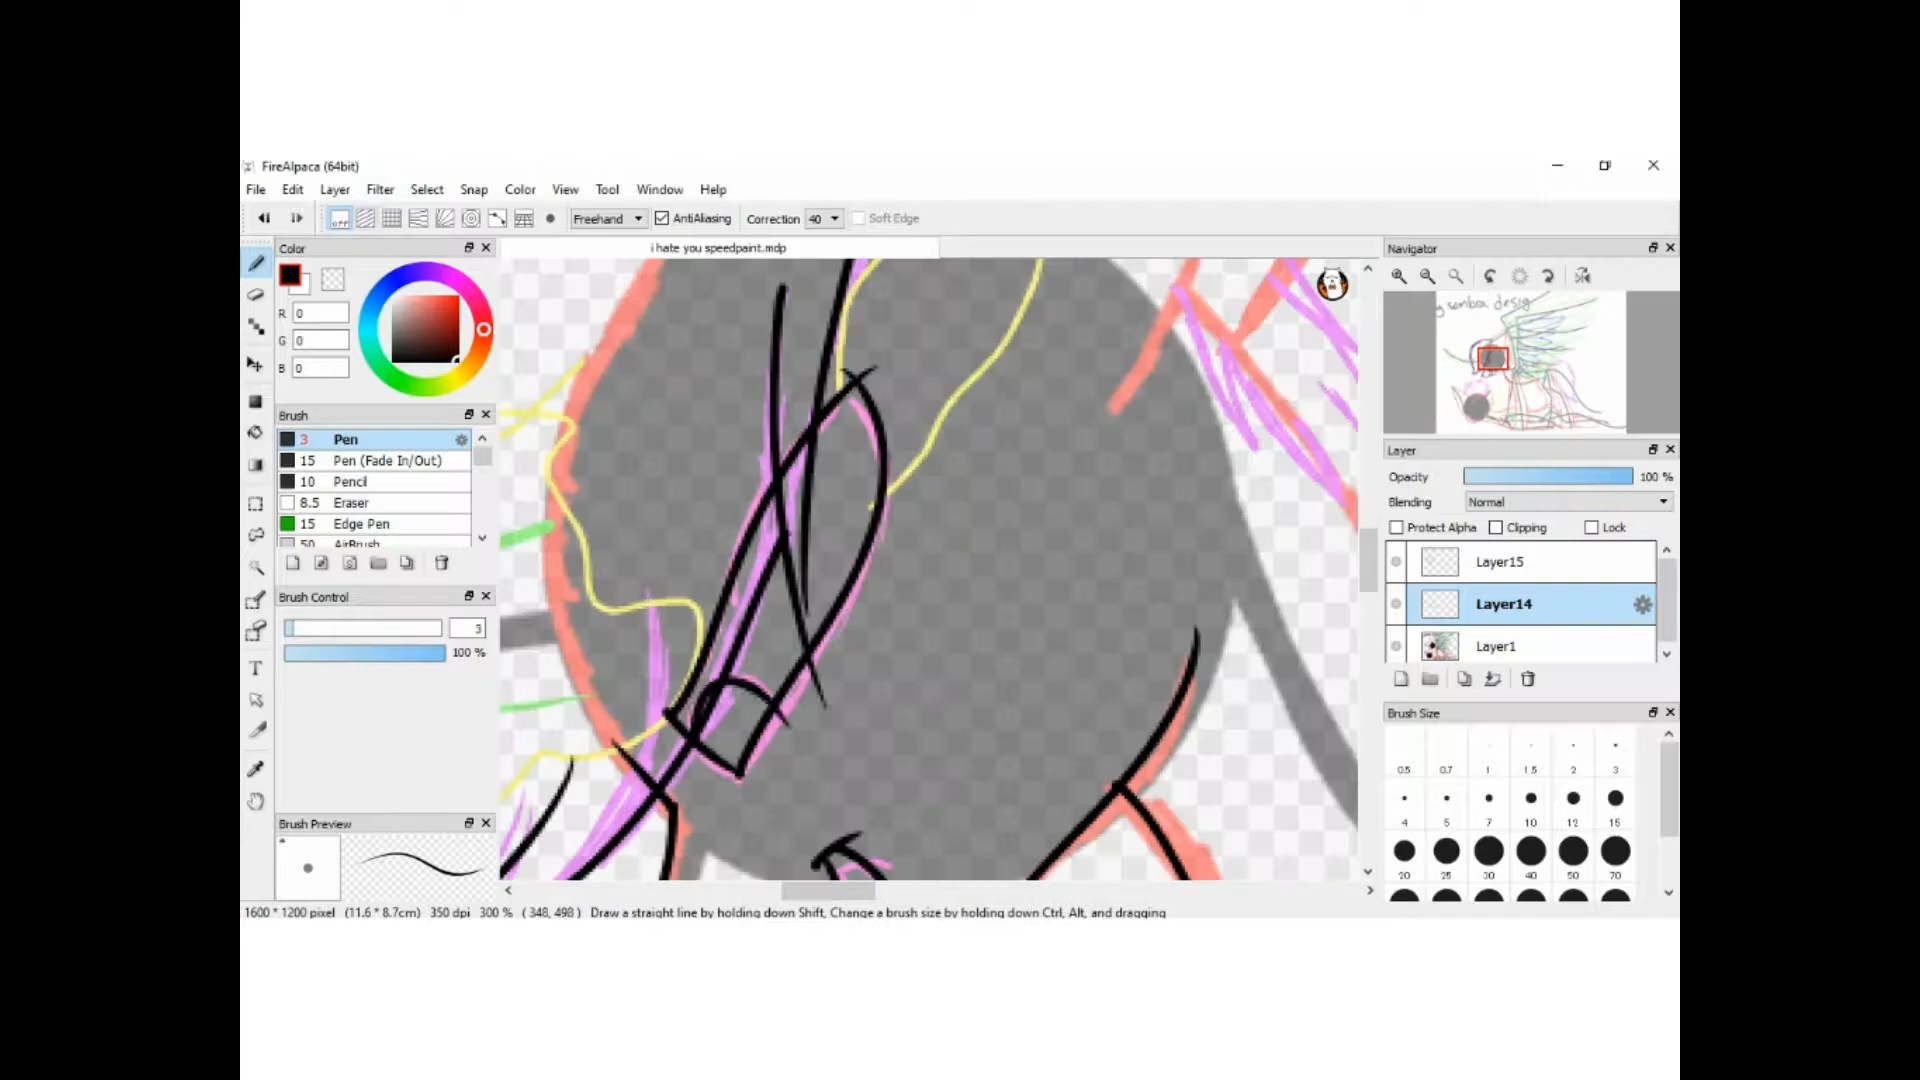 FireAlpaca (64bit)
File Edit Layer Filter Select Snap Color View Tool Window Help
off Freehand AntiAliasing Correction 40 Soft Edge
Color
i hate you speedpaint.mdp
Navigator
R 0
G 0
B 0
Brush
3 Pen
15 Pen (Fade In/Out)
10 Pencil
8.5 Eraser
15 Edge Pen
50 AirBrush
Brush Control
3
100 %
Brush Preview
T
Layer
Opacity 100 %
Blending Normal
Protect Alpha Clipping Lock
Layer15
Layer14
Layer1
Brush Size
0.5 0.7 1 1.5 2 3
4 5 7 10 12 15
20 25 30 40 50 70
1600 * 1200 pixel (11.6 * 8.7cm) 350 dpi 300 % ( 348, 498 ) Draw a straight line by holding down Shift, Change a brush size by holding down Ctrl, Alt, and dragging